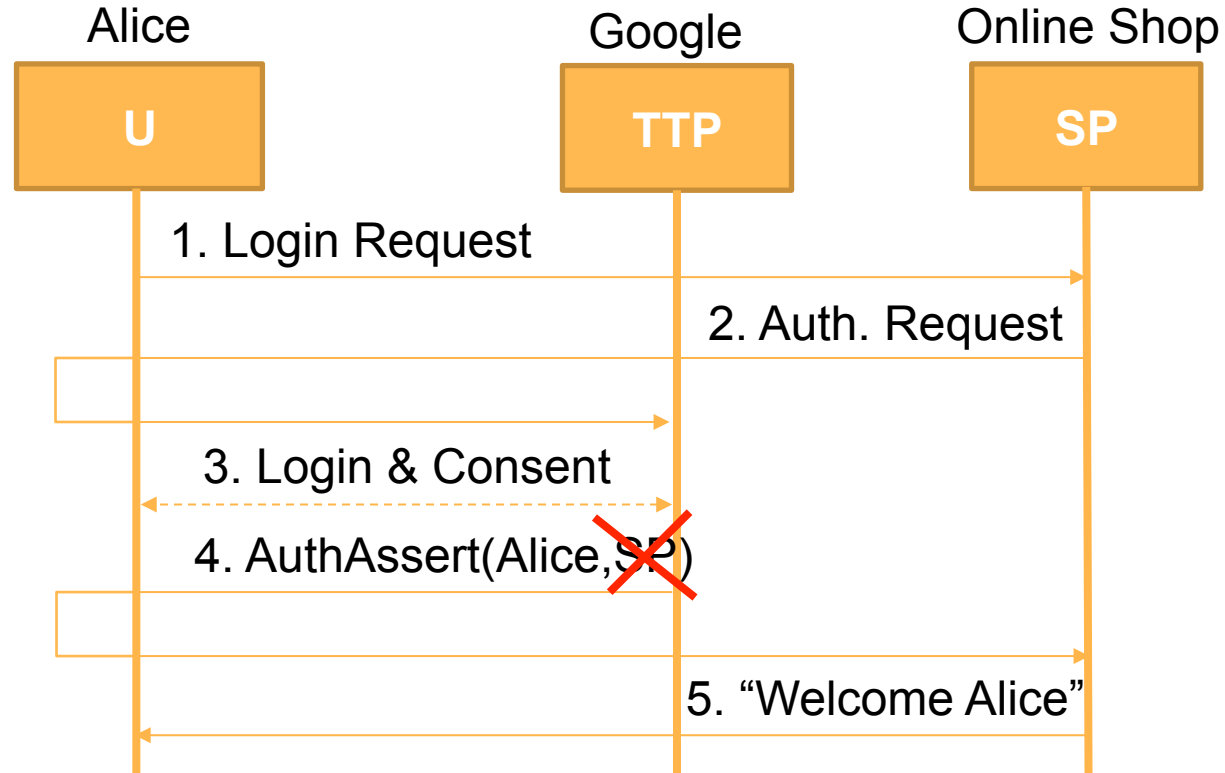 Alice
Google
Online Shop
U
TTP
SP
1. Login Request
2. Auth. Request
3. Login & Consent
4. AuthAssert(Alice,SP)
5. “Welcome Alice”